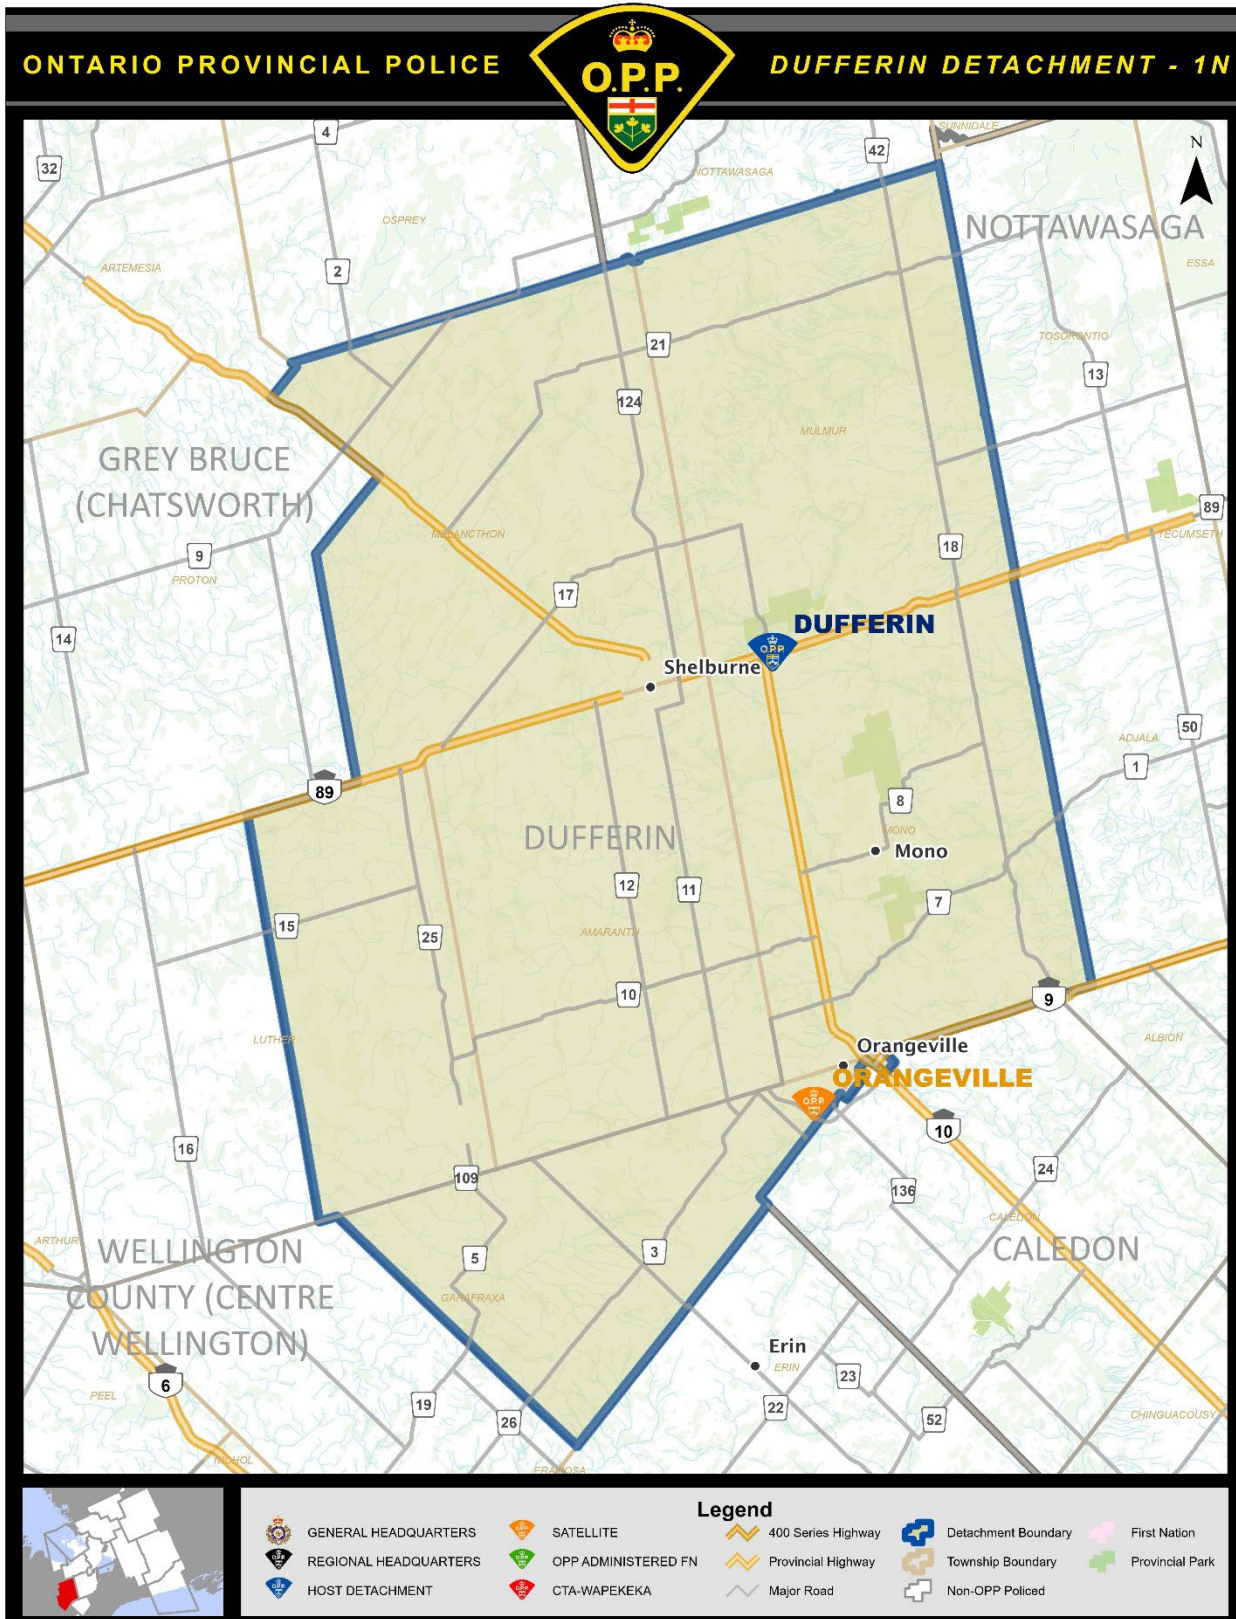 ONTARIO PROVINCIAL POLICE
O.P.P.
DUFFERIN DETACHMENT - 1N
SUNNIDALE
4
42
32
N
NOTTAWASAGA
OSPREY
NOTTAWASAGA
ARTEMESIA
2
ESSA
21
TOSORONTIO
13
124
MULMUR
GREY BRUCE
(CHATSWORTH)
89
MELANCTHON
TECUMSETH
9
18
PROTON
17
14
DUFFERIN
O.P.P.
Shelburne
50
ADJALA
1
89
8
MONO
DUFFERIN
Mono
12
11
7
15
25
AMARANTH
10
9
LUTHER
Orangeville
ALBION
ORANGEVILLE
O.P.P.
10
16
24
109
136
CALEDON
ARTHUR
WELLINGTON
COUNTY (CENTRE
WELLINGTON)
5
3
CALEDON
GARAFRAXA
Erin
ERIN
6
23
PEEL
19
22
26
52
CHINGUACOUSY
NICHOL
ERAMOSA
Legend
GENERAL HEADQUARTERS
REGIONAL HEADQUARTERS
HOST DETACHMENT
SATELLITE
OPP ADMINISTERED FN
CTA-WAPEKEKA
400 Series Highway
Provincial Highway
Major Road
Detachment Boundary
Township Boundary
Non-OPP Policed
First Nation
Provincial Park